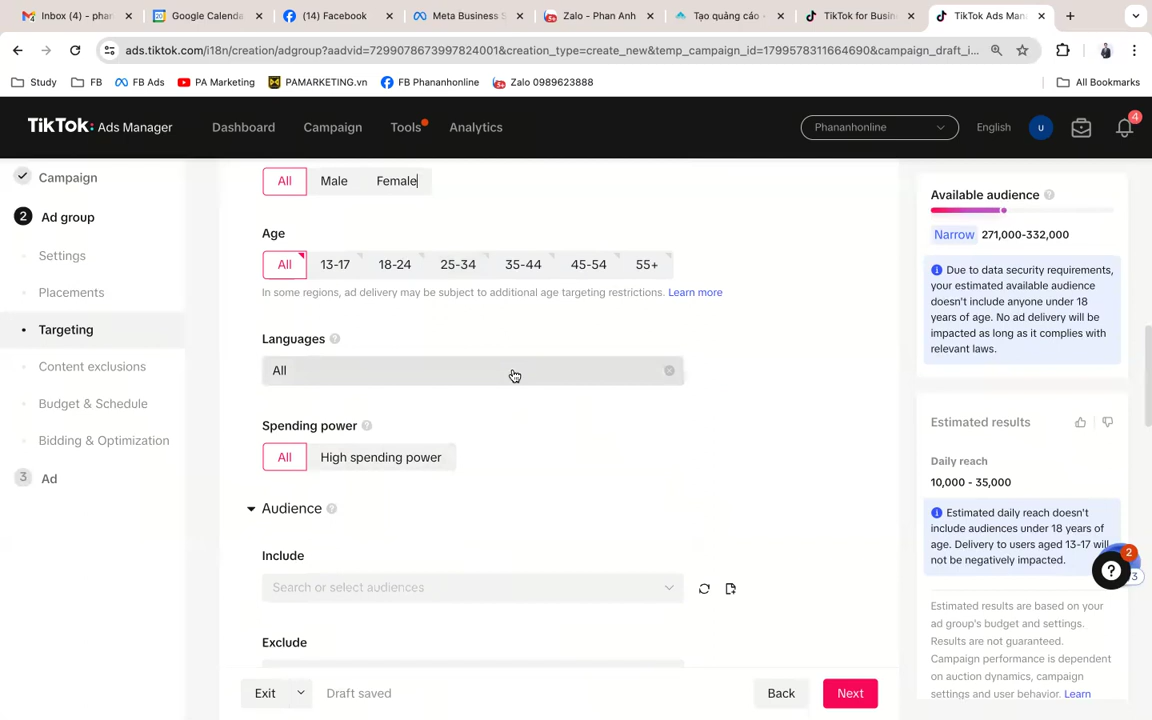 Inbox (4) - phan
Google Calenda
(14) Facebook
Meta Business S
Zalo - Phan Anh
Tạo quảng cáo -
TikTok for Busin
TikTok Ads Man
ads.tiktok.com/i18n/creation/adgroup?aadvid=7299078673997824001&creation_type=create_new&temp_campaign_id=1799578311664690&campaign_draft_i...
Study
FB
FB Ads
PA Marketing
PAMARKETING.vn
FB Phananhonline
Zalo 0989623888
All Bookmarks
TikTok: Ads Manager
Dashboard
Campaign
Tools
Analytics
Phananhonline
English
U
4
Campaign
2 Ad group
Settings
Placements
Targeting
Content exclusions
Budget & Schedule
Bidding & Optimization
3 Ad
All Male Female
Age
All 13-17 18-24 25-34 35-44 45-54 55+
In some regions, ad delivery may be subject to additional age targeting restrictions. Learn more
Languages
All
Spending power
All High spending power
Audience
Include
Search or select audiences
Exclude
Exit
Draft saved
Back
Next
Available audience
Narrow 271,000-332,000
Due to data security requirements,
your estimated available audience
doesn't include anyone under 18
years of age. No ad delivery will be
impacted as long as it complies with
relevant laws.
Estimated results
Daily reach
10,000 - 35,000
Estimated daily reach doesn't
include audiences under 18 years of
age. Delivery to users aged 13-17 will
not be negatively impacted.
2
3
Estimated results are based on your
ad group's budget and settings.
Results are not guaranteed.
Campaign performance is dependent
on auction dynamics, campaign
settings and user behavior. Learn